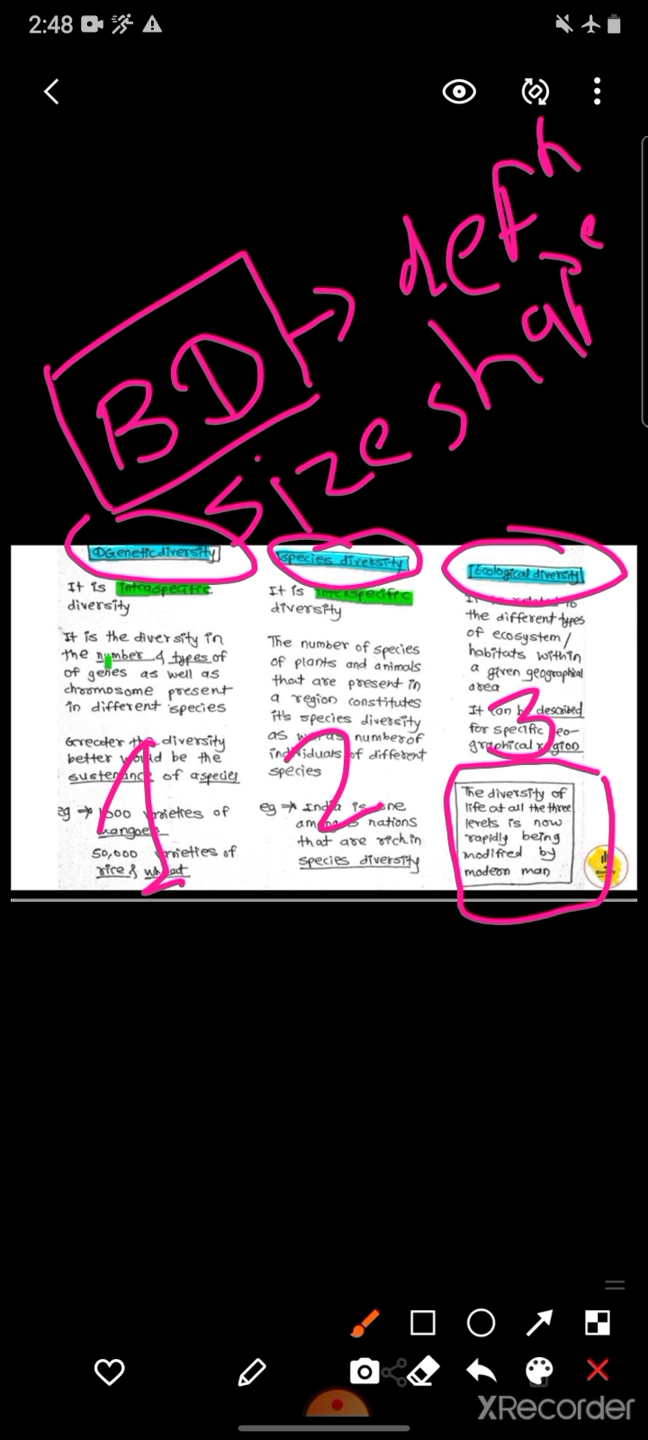 2:48
defn
BD
size shape
①Genetic diversity
It is intraspecific
diversity
It is the diversity in
the number & types of
of genes as well as
chromosome present
in different species
Greater the diversity
better would be the
sustenance of a species
eg → 1000 varieties of
mangoes
50,000 varieties of
rice & wheat
1
Species diversity
It is interspecific
diversity
The number of species
of plants and animals
that are present in
a region constitutes
its species diversity
as well as number of
individuals of different
species
eg → India is one
among nations
that are rich in
species diversity
2
Ecological diversity
It is related to
the different types
of ecosystem/
habitats within
a given geographical
area
It can be described
for specific geo-
graphical region
3
The diversity of
life at all the three
levels is now
rapidly being
modified by
modern man
XRecorder